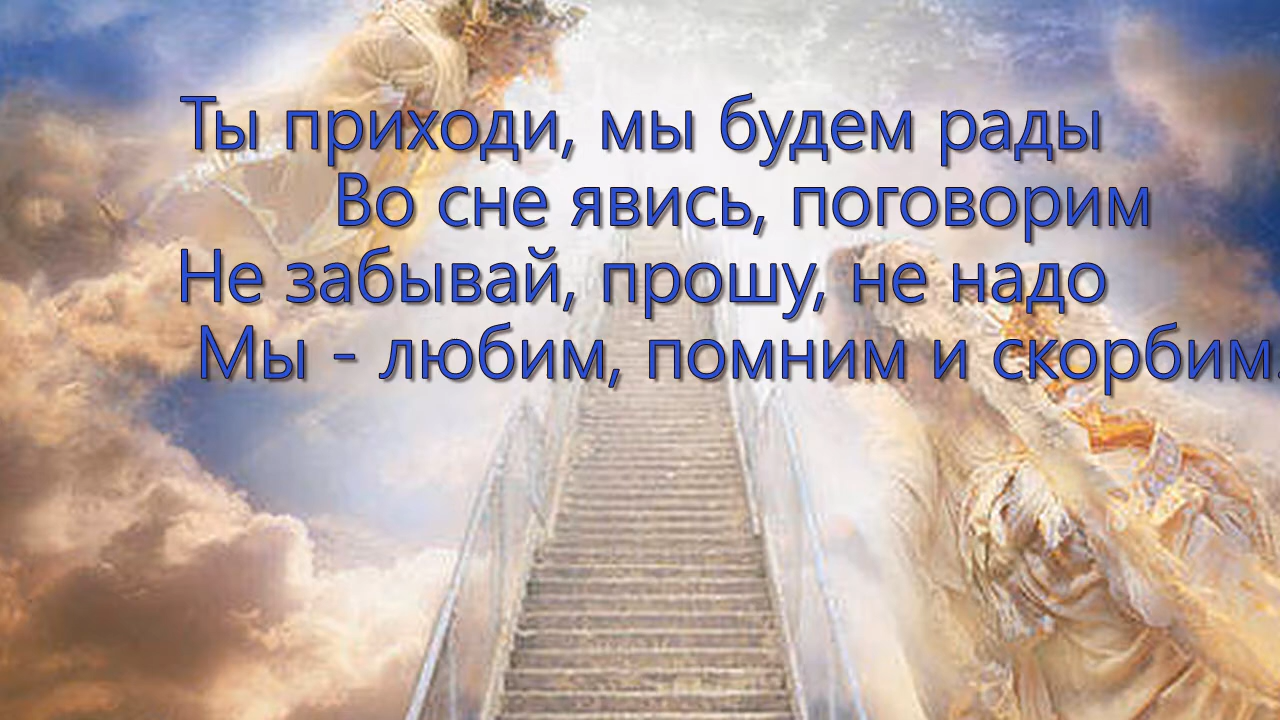 Ты приходи, мы будем рады
Во сне явись, поговорим
Не забывай, прошу, не надо
Мы - любим, помним и скорбим.